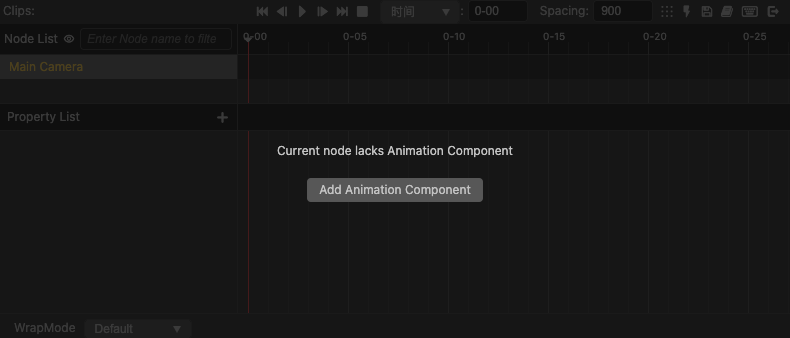 Clips: 时间 : 0-00 Spacing: 900
Node List Enter Node name to filte 0-00 0-05 0-10 0-15 0-20 0-25
Main Camera
Property List
Current node lacks Animation Component
Add Animation Component
WrapMode Default